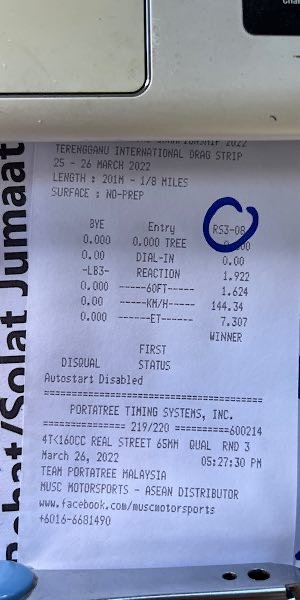 2022
TERENGGANU INTERNATIONAL DRAG STRIP
25 - 26 MARCH 2022
LENGTH : 201M - 1/8 MILES
SURFACE : NO-PREP
BYE Entry RS3-08
0.000 0.000 TREE
0.00 DIAL-IN 0.00
-LB3- REACTION 1.922
0.000 -----60FT----- 1.624
0.00 -----KM/H----- 144.34
0.000 ------ET------ 7.307
WINNER
FIRST
DISQUAL STATUS
Autostart Disabled
=====================================
PORTATREE TIMING SYSTEMS, INC.
=============== 219/220 ==========600214
4T<160CC REAL STREET 65MM QUAL RND 3
March 26, 2022 05:27:30 PM
TEAM PORTATREE MALAYSIA
MUSC MOTORSPORTS - ASEAN DISTRIBUTOR
www.facebook.com/muscmotorsports
+6016-6681490
/Solat Jumaat